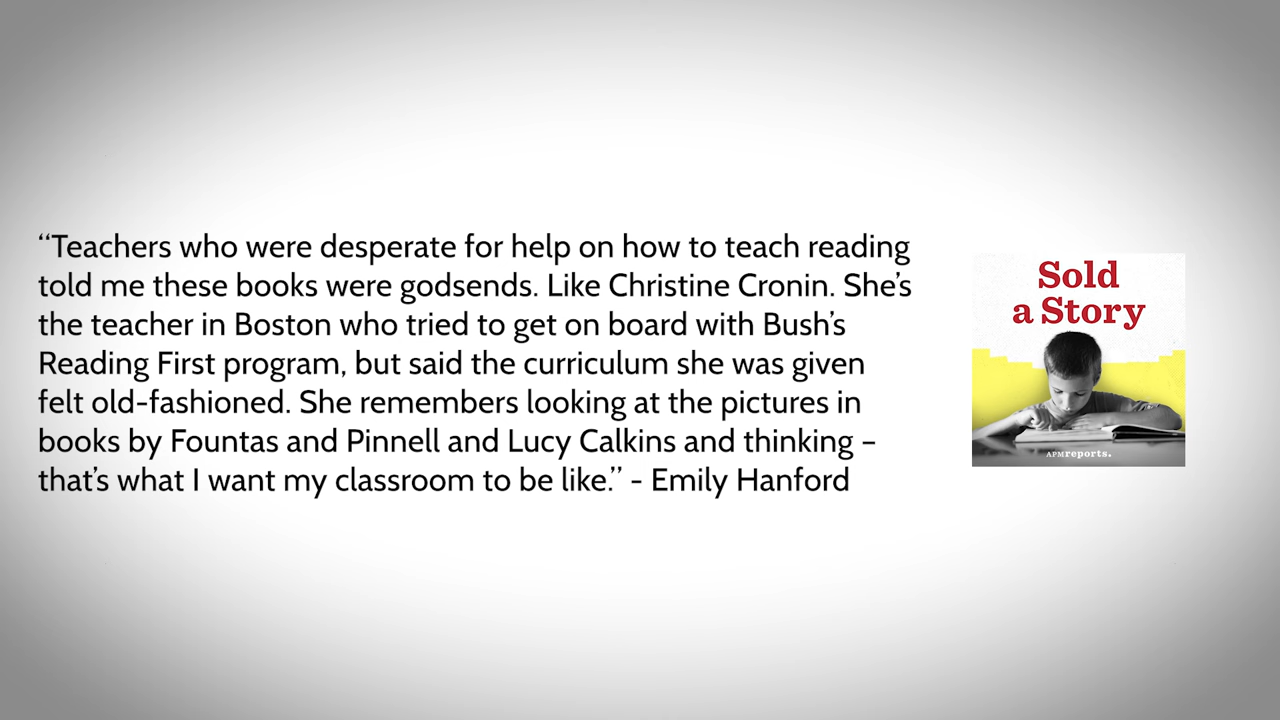 “Teachers who were desperate for help on how to teach reading
told me these books were godsends. Like Christine Cronin. She’s
the teacher in Boston who tried to get on board with Bush’s
Reading First program, but said the curriculum she was given
felt old-fashioned. She remembers looking at the pictures in
books by Fountas and Pinnell and Lucy Calkins and thinking –
that’s what I want my classroom to be like.” - Emily Hanford
Sold
a Story
APMreports.